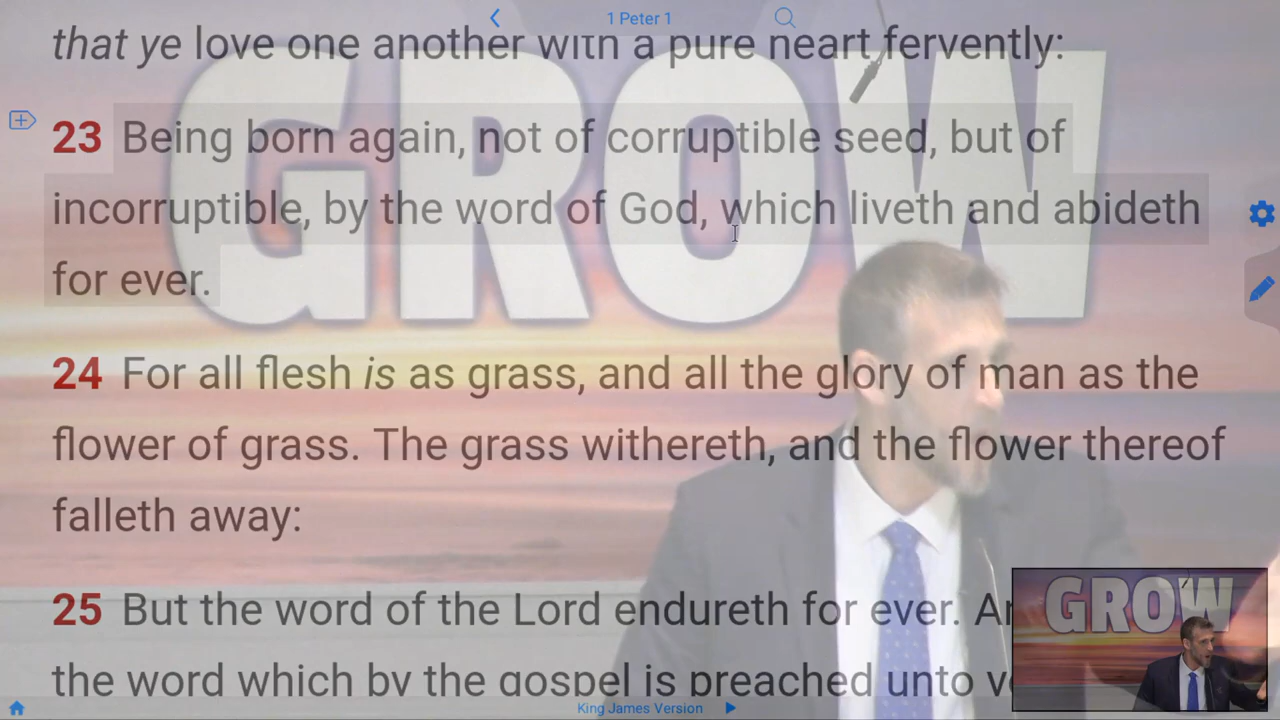 1 Peter 1
that ye love one another with a pure heart fervently:
23 Being born again, not of corruptible seed, but of
incorruptible, by the word of God, which liveth and abideth
for ever.
24 For all flesh is as grass, and all the glory of man as the
flower of grass. The grass withereth, and the flower thereof
falleth away:
25 But the word of the Lord endureth for ever.
the word which by the gospel is preached unto
King James Version
GROW
GROW